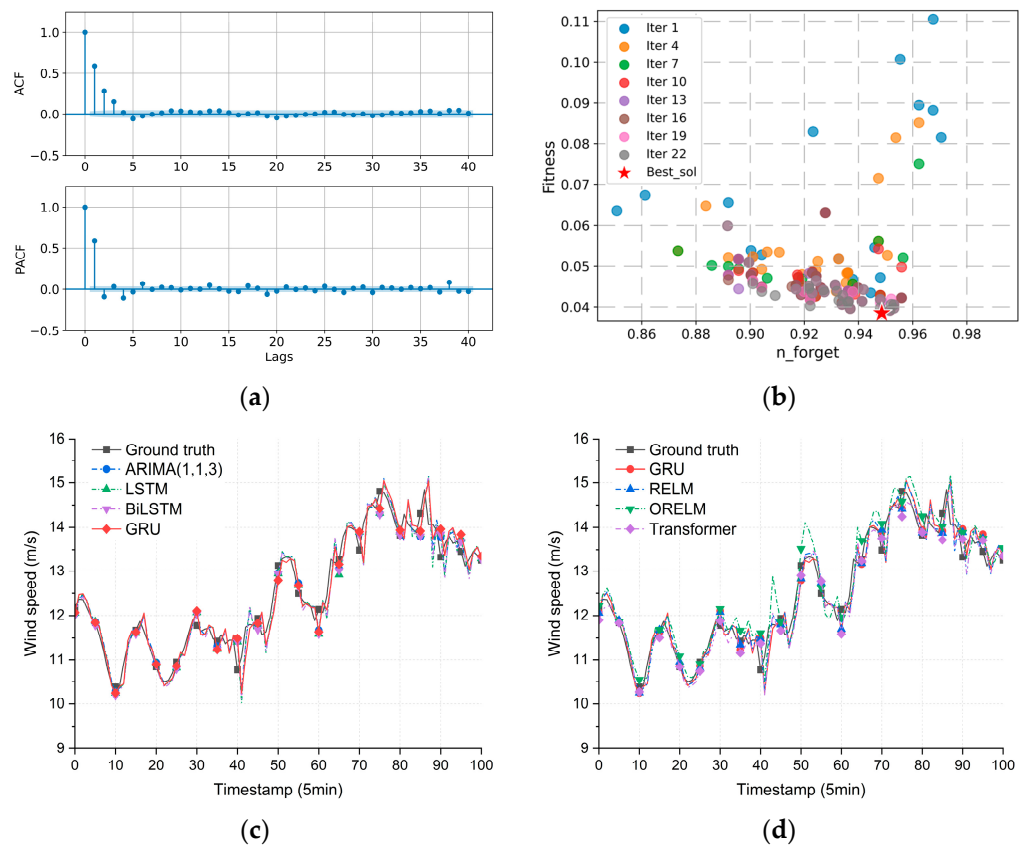 1.0
0.5
0.0
−0.5
ACF
0 5 10 15 20 25 30 35 40
1.0
0.5
0.0
−0.5
PACF
0 5 10 15 20 25 30 35 40
Lags
(a)
0.11
0.10
0.09
0.08
0.07
0.06
0.05
0.04
Fitness
Iter 1
Iter 4
Iter 7
Iter 10
Iter 13
Iter 16
Iter 19
Iter 22
Best_sol
0.86 0.90 0.92 0.94 0.96 0.98
n_forget
(b)
16
15
14
13
12
11
10
9
Wind speed (m/s)
Ground truth
ARIMA(1,1,3)
LSTM
BiLSTM
GRU
0 10 20 30 40 50 60 70 80 90 100
Timestamp (5min)
(c)
16
15
14
13
12
11
10
9
Wind speed (m/s)
Ground truth
GRU
RELM
ORELM
Transformer
0 10 20 30 40 50 60 70 80 90 100
Timestamp (5min)
(d)